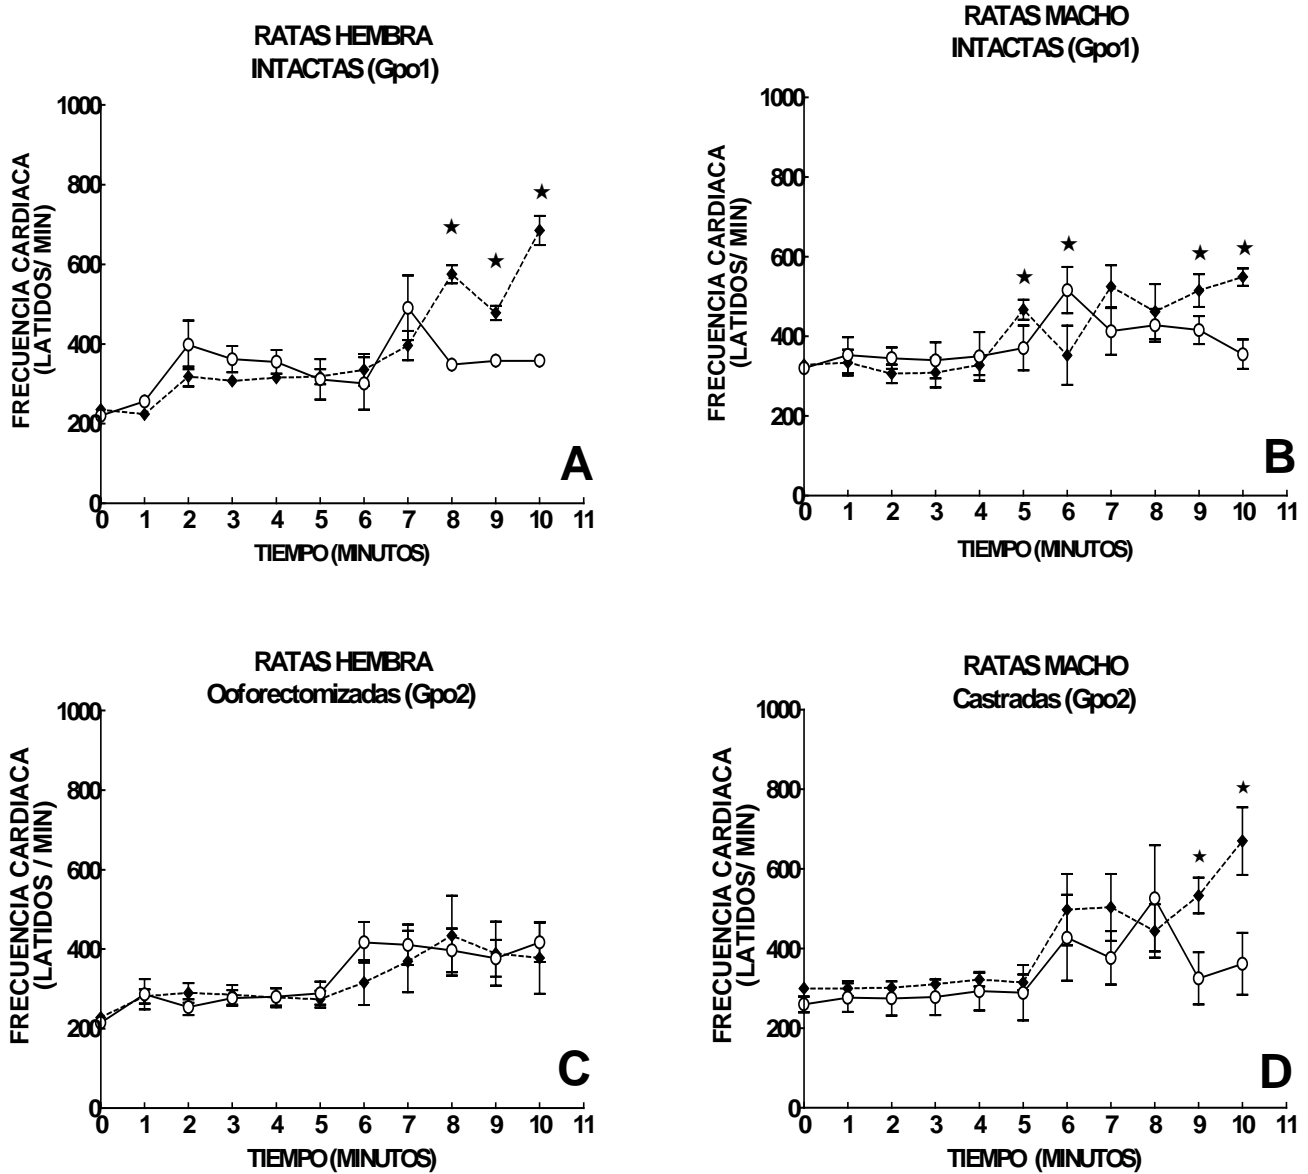 RATAS HEMBRA
INTACTAS (Gpo1)
1000
800
600
400
200
0
FRECUENCIA CARDIACA
(LATIDOS/ MIN)
★
★
★
A
0 1 2 3 4 5 6 7 8 9 10 11
TIEMPO (MINUTOS)
RATAS MACHO
INTACTAS (Gpo1)
1000
800
600
400
200
0
FRECUENCIA CARDIACA
(LATIDOS/ MIN)
★
★
★
★
B
0 1 2 3 4 5 6 7 8 9 10 11
TIEMPO (MINUTOS)
RATAS HEMBRA
Ooforectomizadas (Gpo2)
1000
800
600
400
200
0
FRECUENCIA CARDIACA
(LATIDOS / MIN)
C
0 1 2 3 4 5 6 7 8 9 10 11
TIEMPO (MINUTOS)
RATAS MACHO
Castradas (Gpo2)
1000
800
600
400
200
0
FRECUENCIA CARDIACA
(LATIDOS/ MIN)
★
★
D
0 1 2 3 4 5 6 7 8 9 10 11
TIEMPO (MINUTOS)